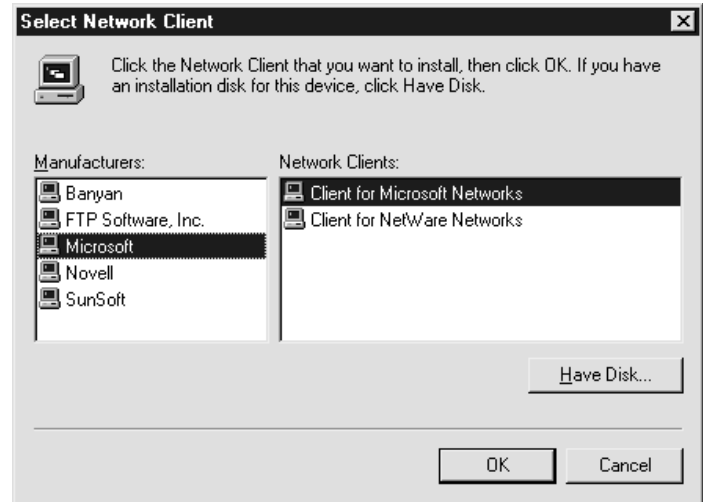 Select Network Client
Click the Network Client that you want to install, then click OK. If you have
an installation disk for this device, click Have Disk.
Manufacturers:
Banyan
FTP Software, Inc.
Microsoft
Novell
SunSoft
Network Clients:
Client for Microsoft Networks
Client for NetWare Networks
Have Disk...
OK
Cancel